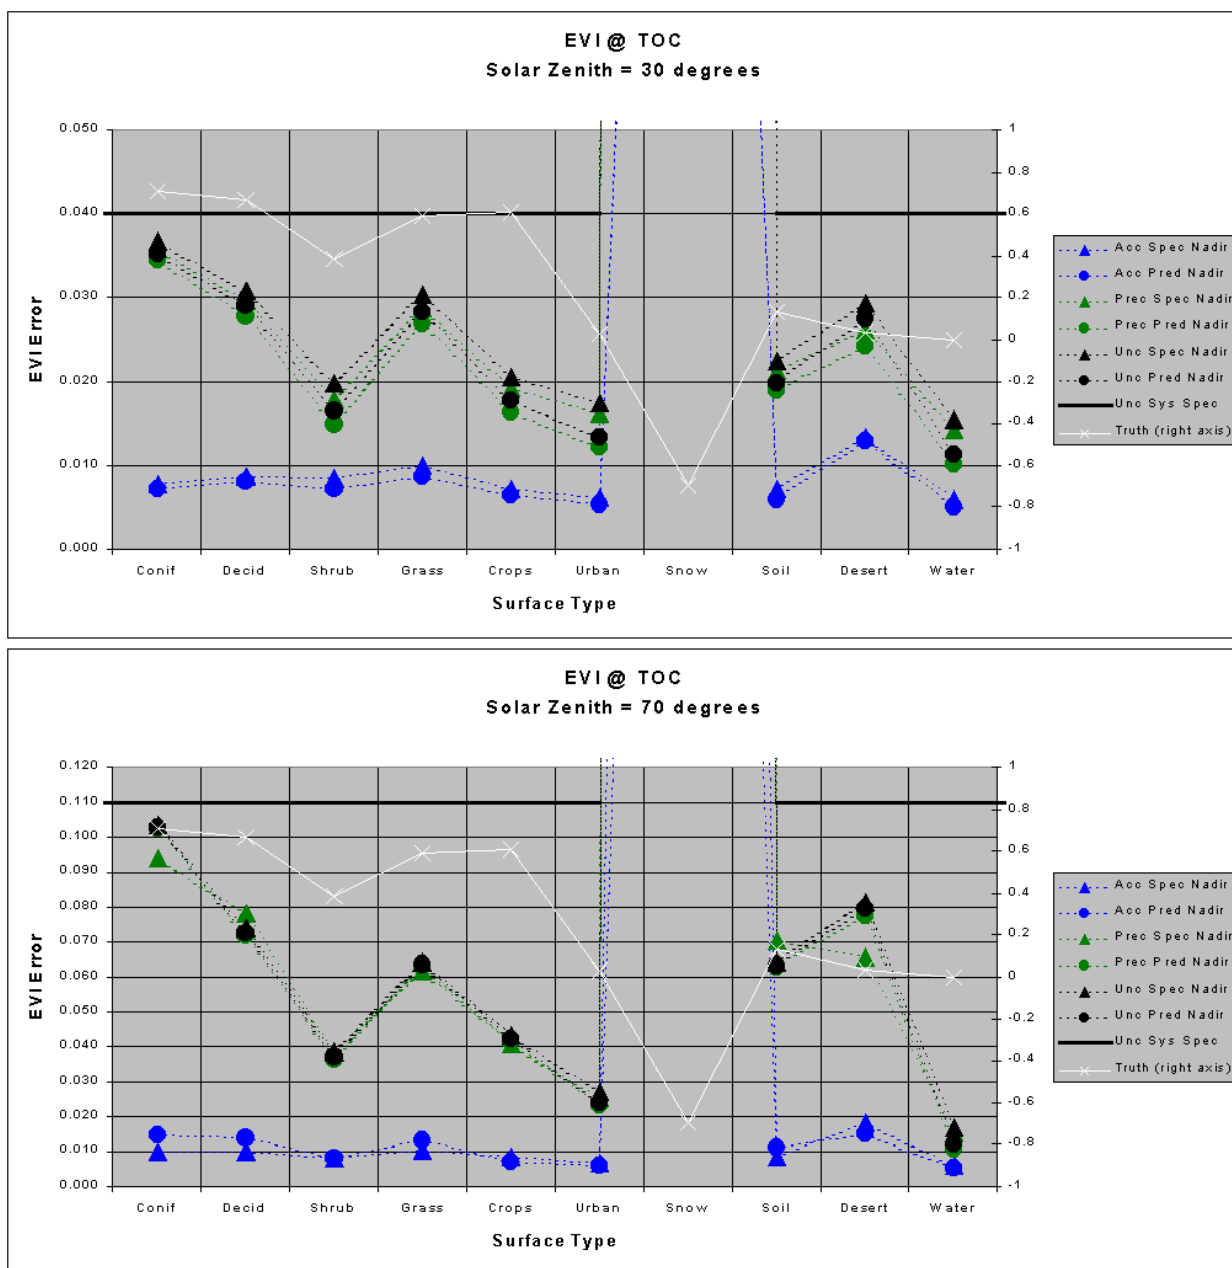 EVI @ TOC
Solar Zenith = 30 degrees
EVI Error
0.050
0.040
0.030
0.020
0.010
0.000
1
0.8
0.6
0.4
0.2
0
-0.2
-0.4
-0.6
-0.8
-1
Conif Decid Shrub Grass Crops Urban Snow Soil Desert Water
Surface Type
Acc Spec Nadir
Acc Pred Nadir
Prec Spec Nadir
Prec Pred Nadir
Unc Spec Nadir
Unc Pred Nadir
Unc Sys Spec
Truth (right axis)
EVI @ TOC
Solar Zenith = 70 degrees
EVI Error
0.120
0.110
0.100
0.090
0.080
0.070
0.060
0.050
0.040
0.030
0.020
0.010
0.000
1
0.8
0.6
0.4
0.2
0
-0.2
-0.4
-0.6
-0.8
-1
Conif Decid Shrub Grass Crops Urban Snow Soil Desert Water
Surface Type
Acc Spec Nadir
Acc Pred Nadir
Prec Spec Nadir
Prec Pred Nadir
Unc Spec Nadir
Unc Pred Nadir
Unc Sys Spec
Truth (right axis)